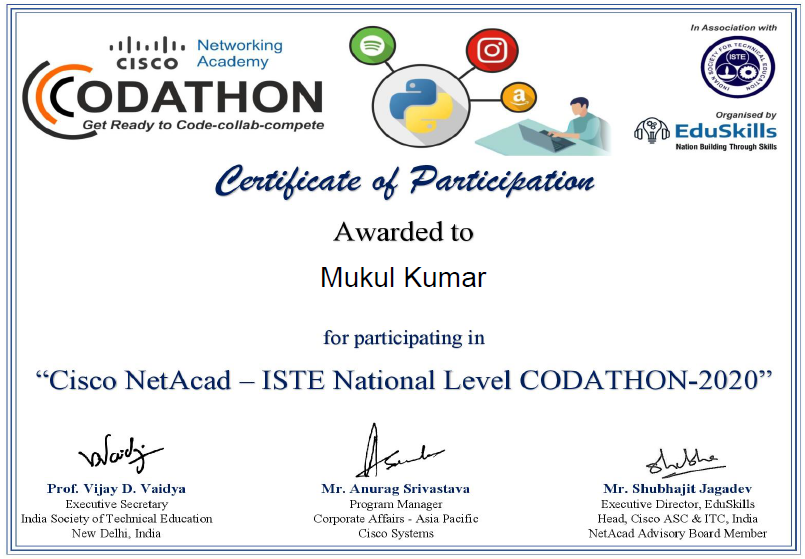 CISCO
Networking
Academy
CODATHON
Get Ready to Code-collab-compete
a
In Association with
INDIAN SOCIETY FOR TECHNICAL EDUCATION
ISTE
Organised by
EduSkills
Nation Building Through Skills
Certificate of Participation
Awarded to
Mukul Kumar
for participating in
“Cisco NetAcad – ISTE National Level CODATHON-2020”
Prof. Vijay D. Vaidya
Executive Secretary
India Society of Technical Education
New Delhi, India
Mr. Anurag Srivastava
Program Manager
Corporate Affairs - Asia Pacific
Cisco Systems
Mr. Shubhajit Jagadev
Executive Director, EduSkills
Head, Cisco ASC & ITC, India
NetAcad Advisory Board Member